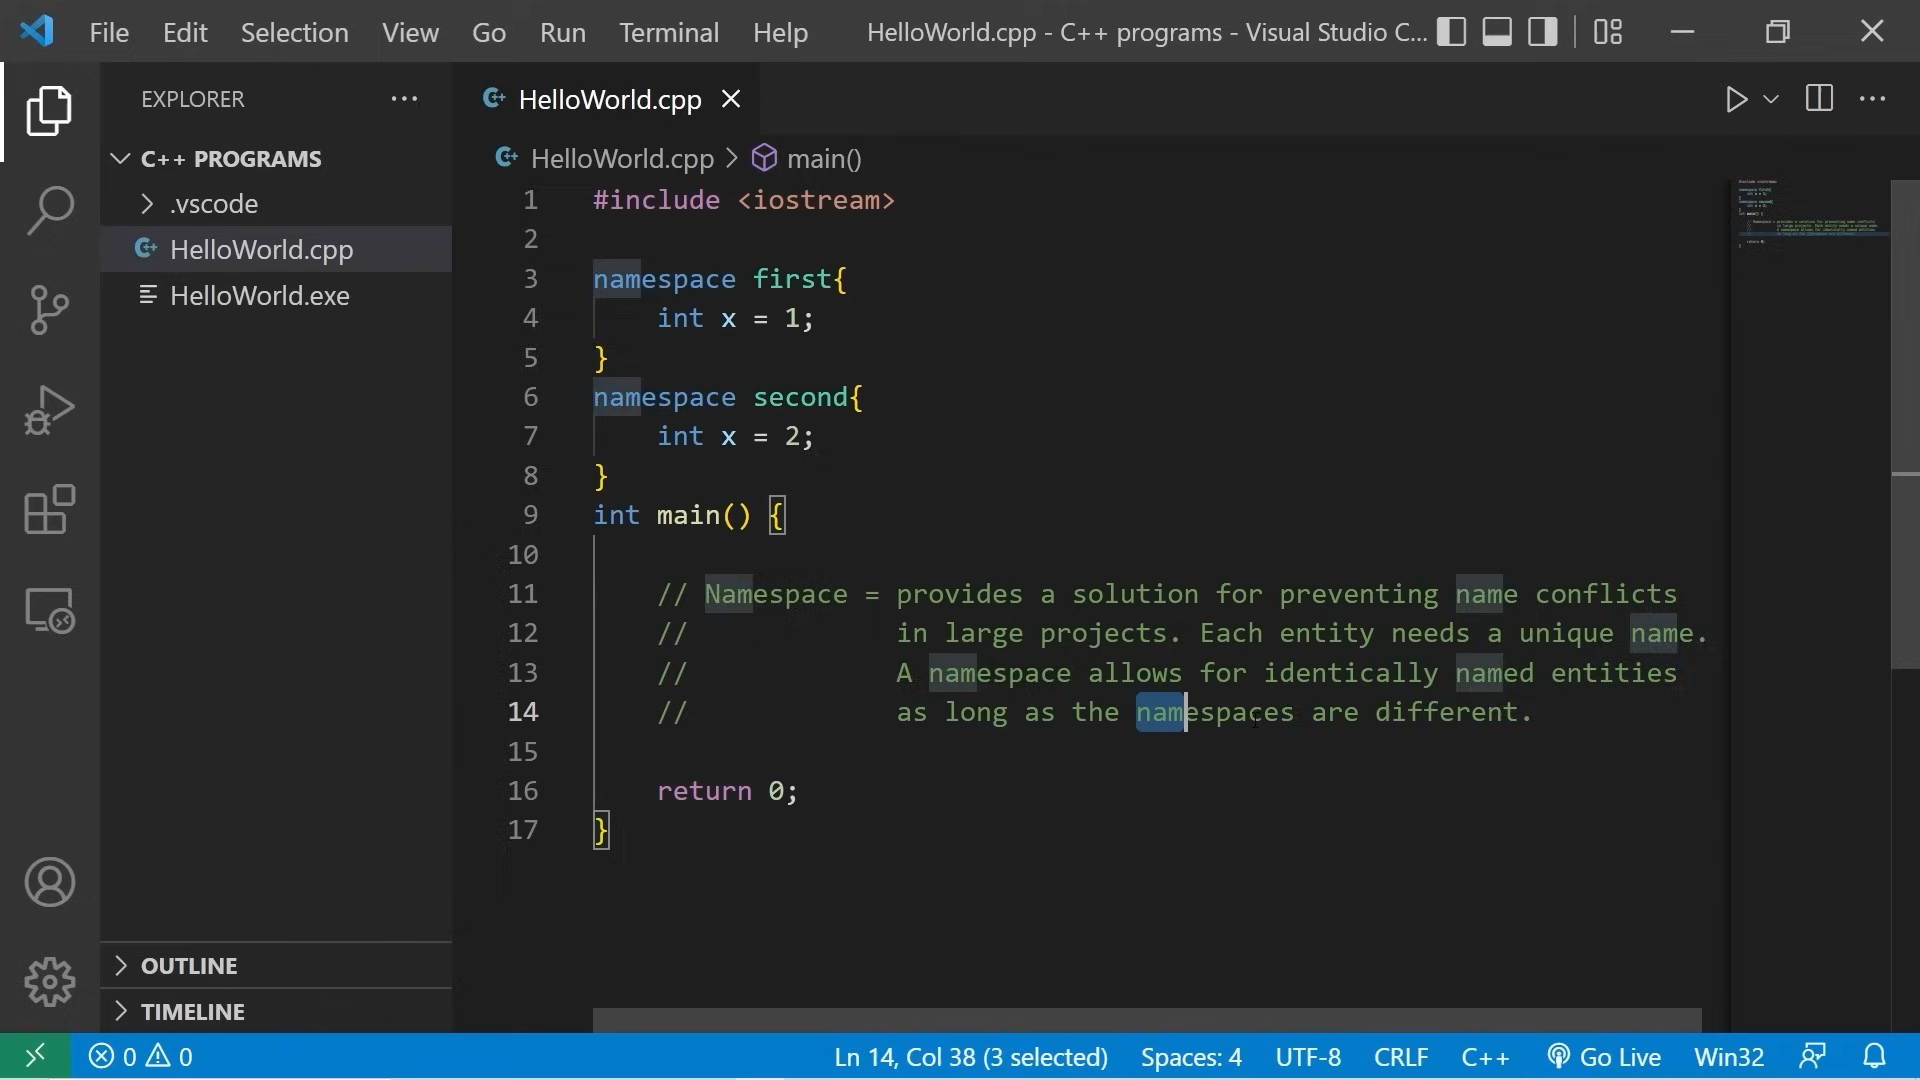 File Edit Selection View Go Run Terminal Help HelloWorld.cpp - C++ programs - Visual Studio C...
EXPLORER
C++ PROGRAMS
.vscode
HelloWorld.cpp
HelloWorld.exe
OUTLINE
TIMELINE
HelloWorld.cpp
HelloWorld.cpp > main()
1 #include <iostream>
2
3 namespace first{
4 int x = 1;
5 }
6 namespace second{
7 int x = 2;
8 }
9 int main() {
10
11 // Namespace = provides a solution for preventing name conflicts
12 // in large projects. Each entity needs a unique name.
13 // A namespace allows for identically named entities
14 // as long as the namespaces are different.
15
16 return 0;
17 }
0 0 Ln 14, Col 38 (3 selected) Spaces: 4 UTF-8 CRLF C++ Go Live Win32